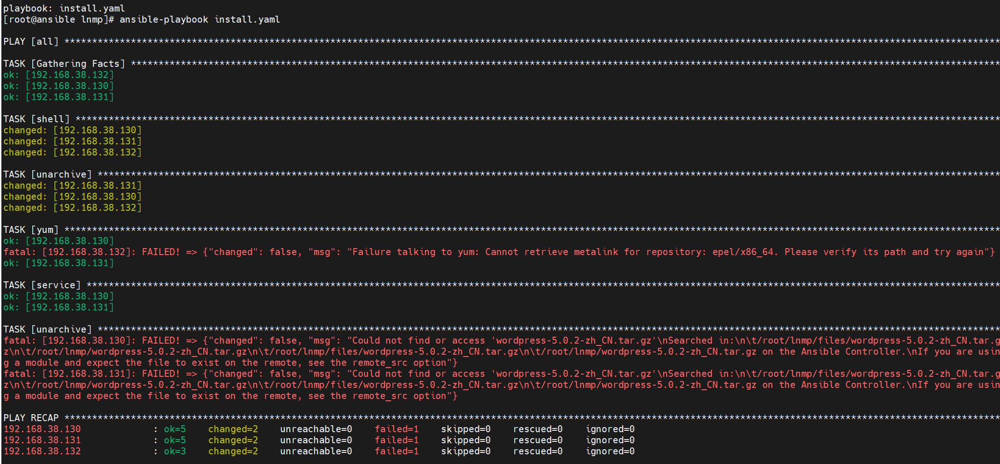 playbook: install.yaml
[root@ansible lnmp]# ansible-playbook install.yaml
PLAY [all] *************************************************************************************************************************************************************************
TASK [Gathering Facts] *************************************************************************************************************************************************************
ok: [192.168.38.132]
ok: [192.168.38.130]
ok: [192.168.38.131]
TASK [shell] ***********************************************************************************************************************************************************************
changed: [192.168.38.130]
changed: [192.168.38.131]
changed: [192.168.38.132]
TASK [unarchive] *******************************************************************************************************************************************************************
changed: [192.168.38.131]
changed: [192.168.38.130]
changed: [192.168.38.132]
TASK [yum] *************************************************************************************************************************************************************************
ok: [192.168.38.130]
fatal: [192.168.38.132]: FAILED! => {"changed": false, "msg": "Failure talking to yum: Cannot retrieve metalink for repository: epel/x86_64. Please verify its path and try again"}
ok: [192.168.38.131]
TASK [service] *********************************************************************************************************************************************************************
ok: [192.168.38.130]
ok: [192.168.38.131]
TASK [unarchive] *******************************************************************************************************************************************************************
fatal: [192.168.38.130]: FAILED! => {"changed": false, "msg": "Could not find or access 'wordpress-5.0.2-zh_CN.tar.gz'\nSearched in:\n\t/root/lnmp/files/wordpress-5.0.2-zh_CN.tar.g
z\n\t/root/lnmp/wordpress-5.0.2-zh_CN.tar.gz\n\t/root/lnmp/files/wordpress-5.0.2-zh_CN.tar.gz\n\t/root/lnmp/wordpress-5.0.2-zh_CN.tar.gz on the Ansible Controller.\nIf you are usin
g a module and expect the file to exist on the remote, see the remote_src option"}
fatal: [192.168.38.131]: FAILED! => {"changed": false, "msg": "Could not find or access 'wordpress-5.0.2-zh_CN.tar.gz'\nSearched in:\n\t/root/lnmp/files/wordpress-5.0.2-zh_CN.tar.g
z\n\t/root/lnmp/wordpress-5.0.2-zh_CN.tar.gz\n\t/root/lnmp/files/wordpress-5.0.2-zh_CN.tar.gz\n\t/root/lnmp/wordpress-5.0.2-zh_CN.tar.gz on the Ansible Controller.\nIf you are usin
g a module and expect the file to exist on the remote, see the remote_src option"}
PLAY RECAP *************************************************************************************************************************************************************************
192.168.38.130 : ok=5 changed=2 unreachable=0 failed=1 skipped=0 rescued=0 ignored=0
192.168.38.131 : ok=5 changed=2 unreachable=0 failed=1 skipped=0 rescued=0 ignored=0
192.168.38.132 : ok=3 changed=2 unreachable=0 failed=1 skipped=0 rescued=0 ignored=0